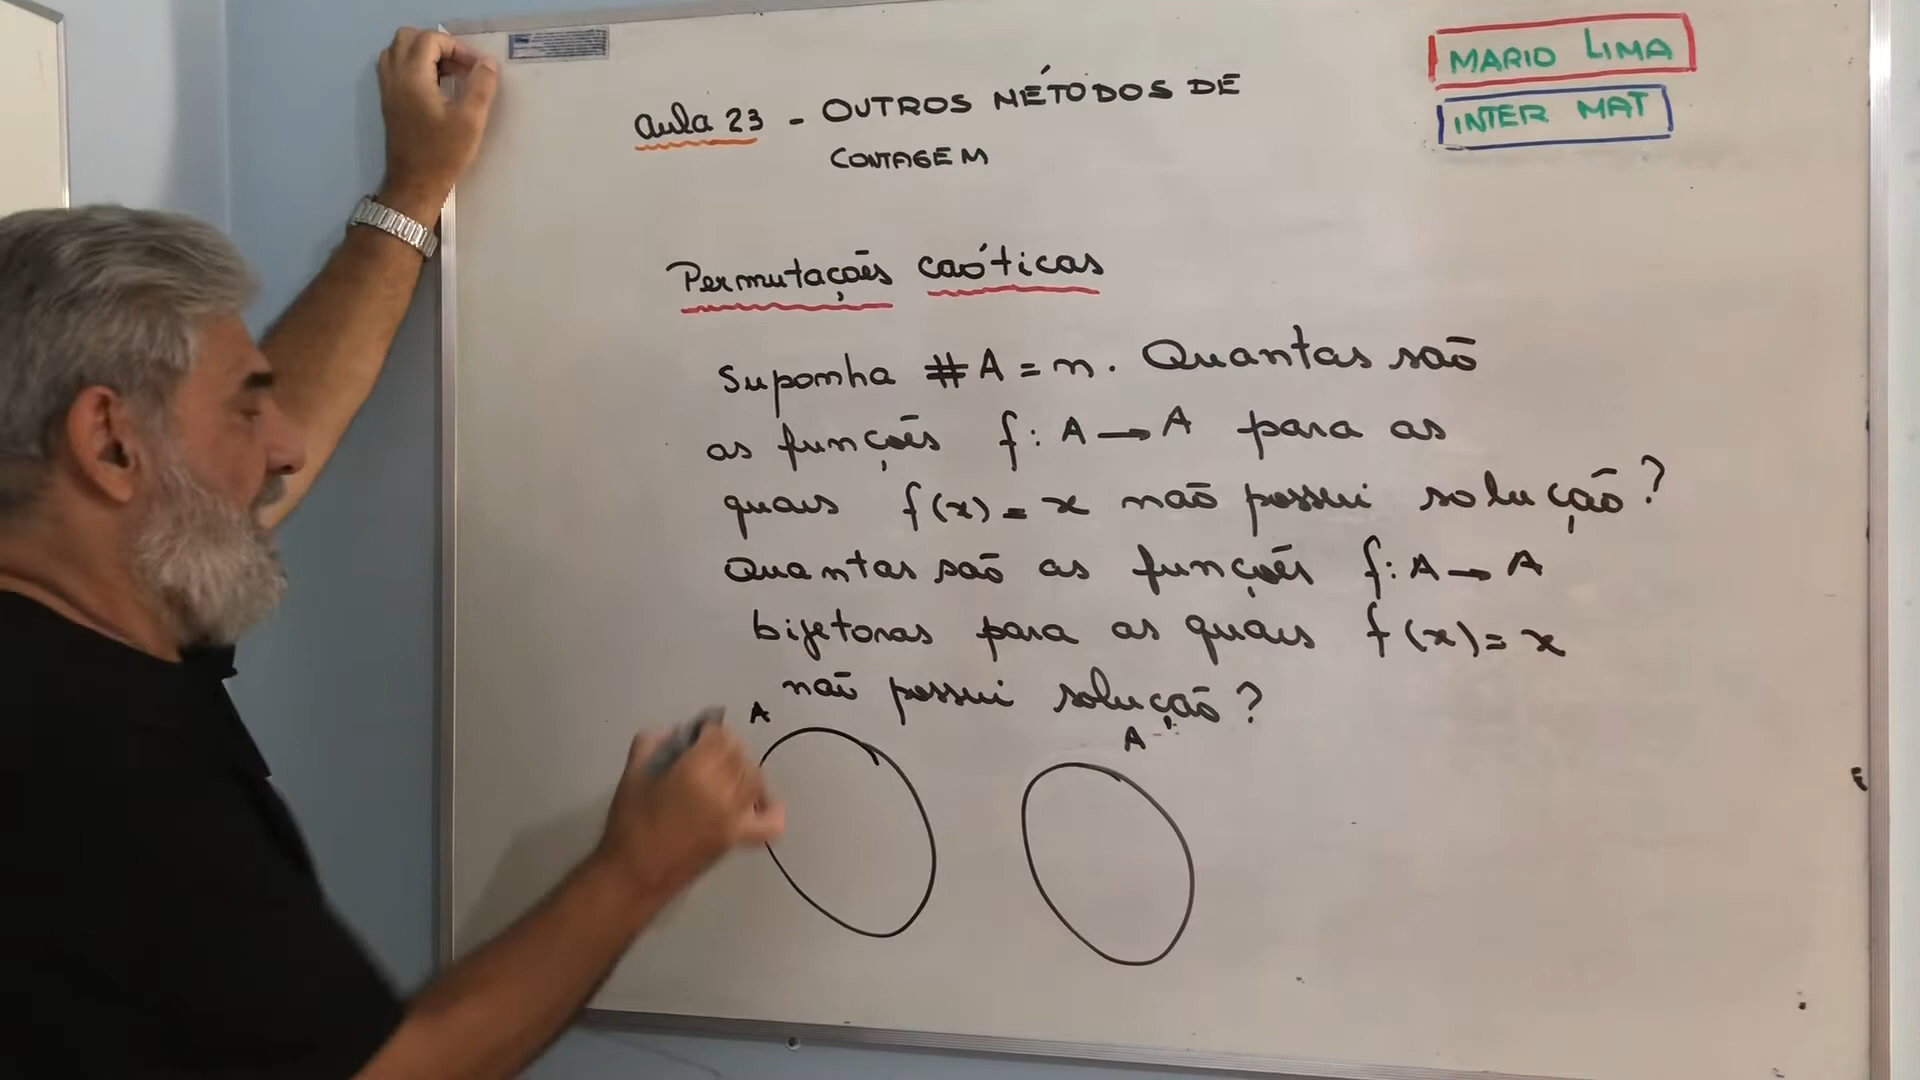 MARIO LIMA
INTER MAT
Aula 23 - OUTROS MÉTODOS DE
CONTAGEM
Permutações caóticas
Suponha # A = n. Quantas são
as funções f: A → A para as
quais f(x) = x não possui solução?
Quantas são as funções f: A → A
bijetoras para as quais f(x) = x
não possui solução?
A
A